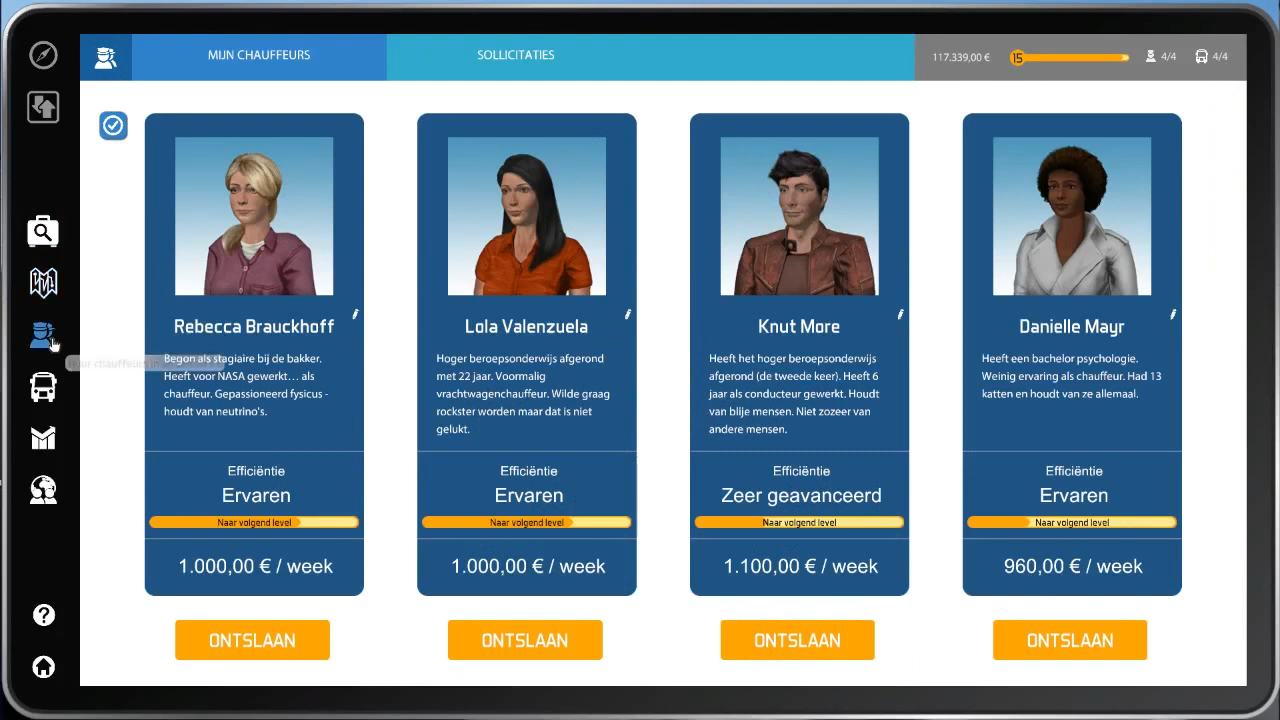 MIJN CHAUFFEURS
SOLLICITATIES
117.339,00 €
15
4/4
4/4
Rebecca Brauckhoff
Begon als stagiaire bij de bakker.
Heeft voor NASA gewerkt… als
chauffeur. Gepassioneerd fysicus -
houdt van neutrino's.
Efficiëntie
Ervaren
Naar volgend level
1.000,00 € / week
ONTSLAAN
Lola Valenzuela
Hoger beroepsonderwijs afgerond
met 22 jaar. Voormalig
vrachtwagenchauffeur. Wilde graag
rockster worden maar dat is niet
gelukt.
Efficiëntie
Ervaren
Naar volgend level
1.000,00 € / week
ONTSLAAN
Knut More
Heeft het hoger beroepsonderwijs
afgerond (de tweede keer). Heeft 6
jaar als conducteur gewerkt. Houdt
van blije mensen. Niet zozeer van
andere mensen.
Efficiëntie
Zeer geavanceerd
Naar volgend level
1.100,00 € / week
ONTSLAAN
Danielle Mayr
Heeft een bachelor psychologie.
Weinig ervaring als chauffeur. Had 13
katten en houdt van ze allemaal.
Efficiëntie
Ervaren
Naar volgend level
960,00 € / week
ONTSLAAN